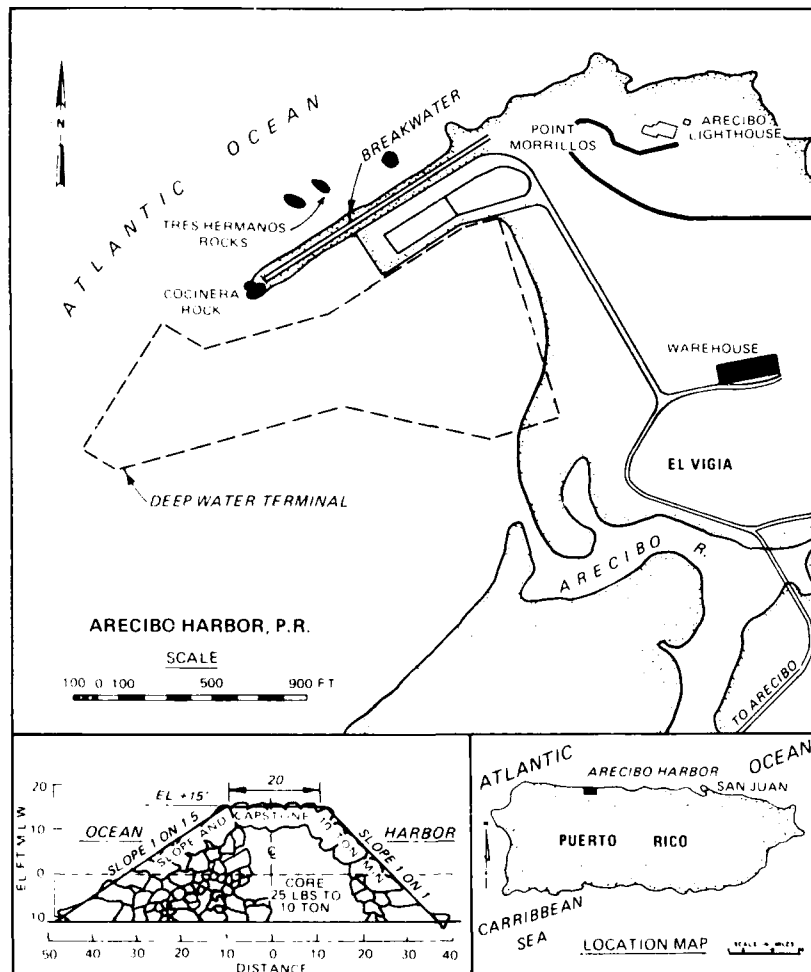 N
ATLANTIC OCEAN
BREAKWATER
POINT
MORRILLOS
ARECIBO
LIGHTHOUSE
TRES HERMANOS
ROCKS
COCINERA
ROCK
WAREHOUSE
EL VIGIA
DEEP WATER TERMINAL
ARECIBO R.
TO ARECIBO
ARECIBO HARBOR, P.R.
SCALE
100 0 100 500 900 FT
20
10
0
10
EL FT MLW
EL +15'
20
OCEAN
HARBOR
SLOPE 1 ON 1.5
SLOPE AND KAPSTONE 10 TON MIN
SLOPE 1 ON 1
CORE
25 LBS TO
10 TON
50 40 30 20 10 0 10 20 30 40
DISTANCE
ATLANTIC OCEAN
ARECIBO HARBOR
SAN JUAN
PUERTO RICO
CARRIBBEAN
SEA
LOCATION MAP